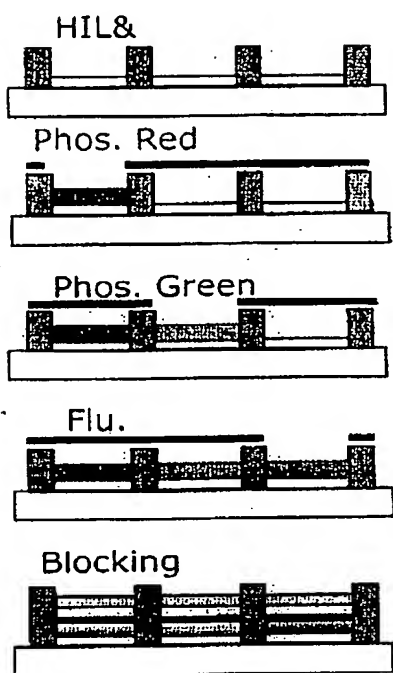 HIL&
Phos. Red
Phos. Green
Flu.
Blocking